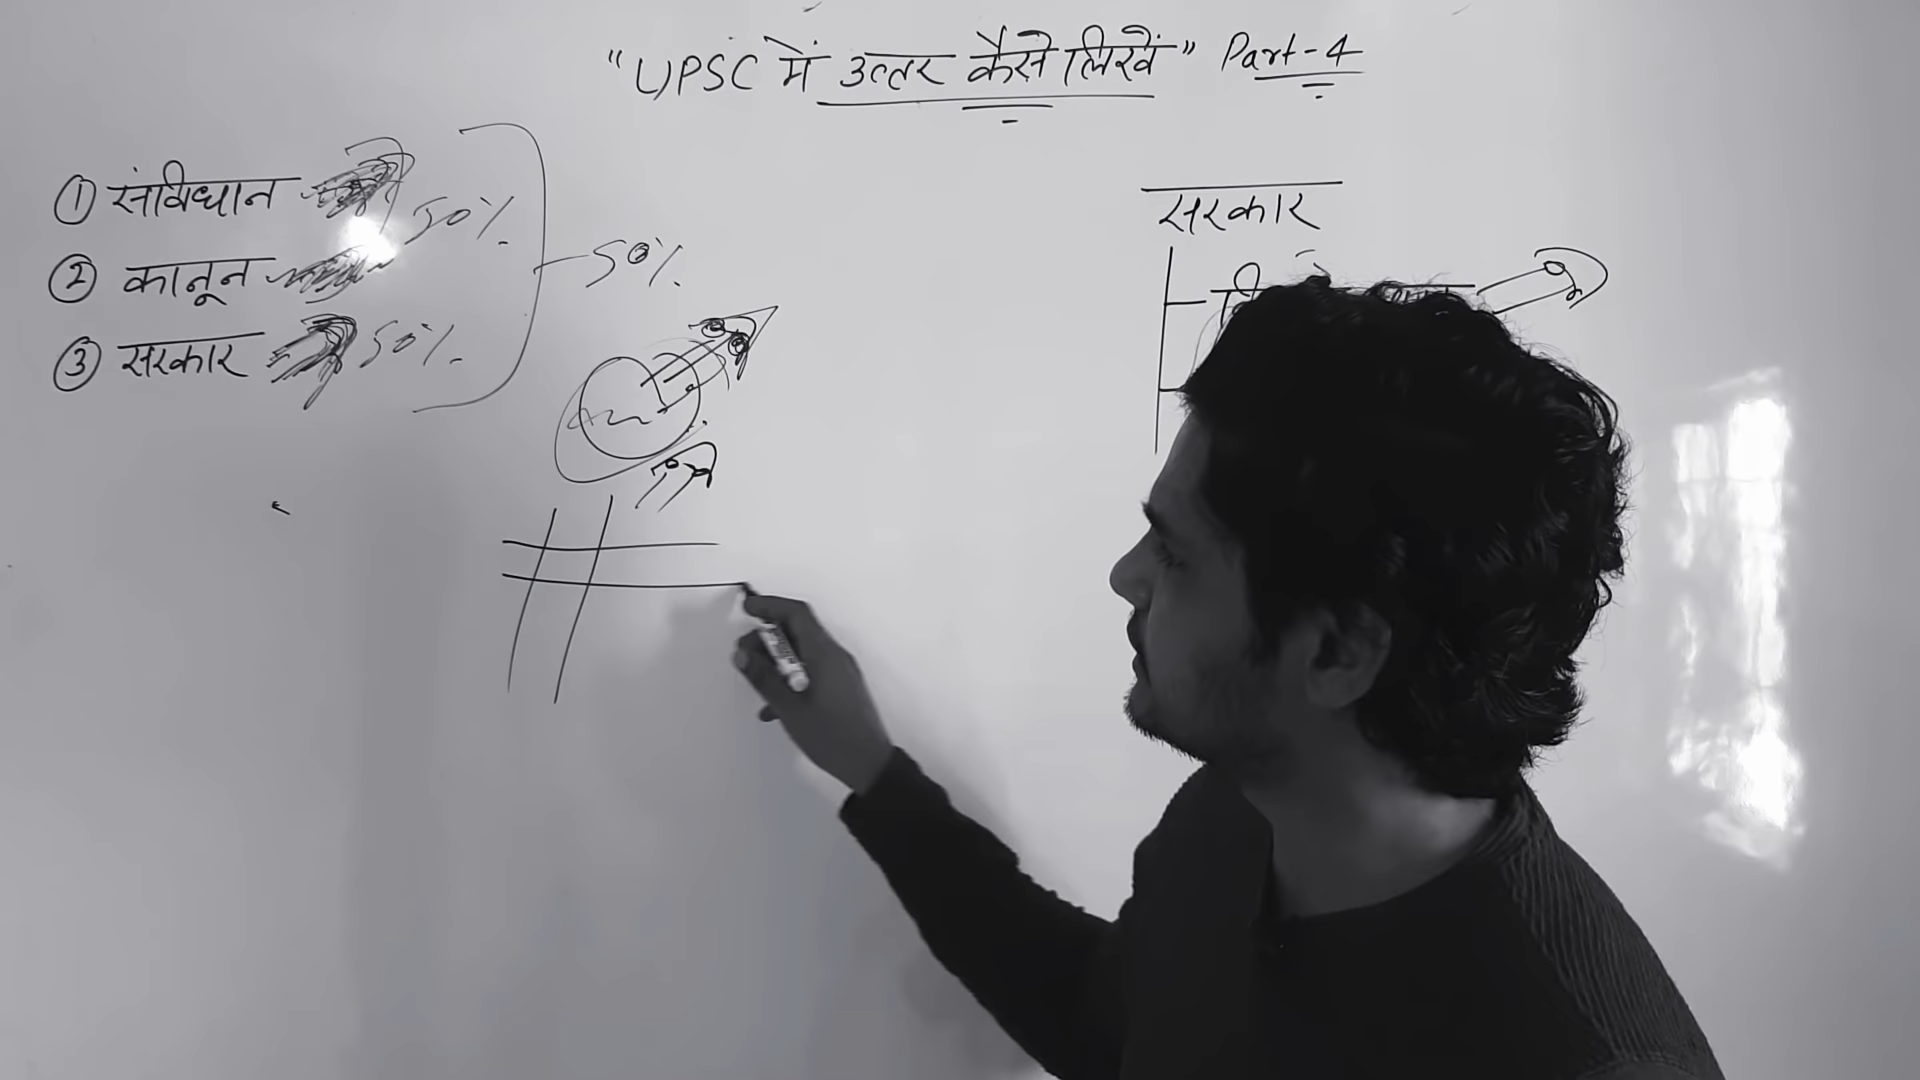 "UPSC में उत्तर कैसे लिखें" Part-4
① संविधान 50%.
② कानून
③ सरकार 50%.
50%.
सरकार